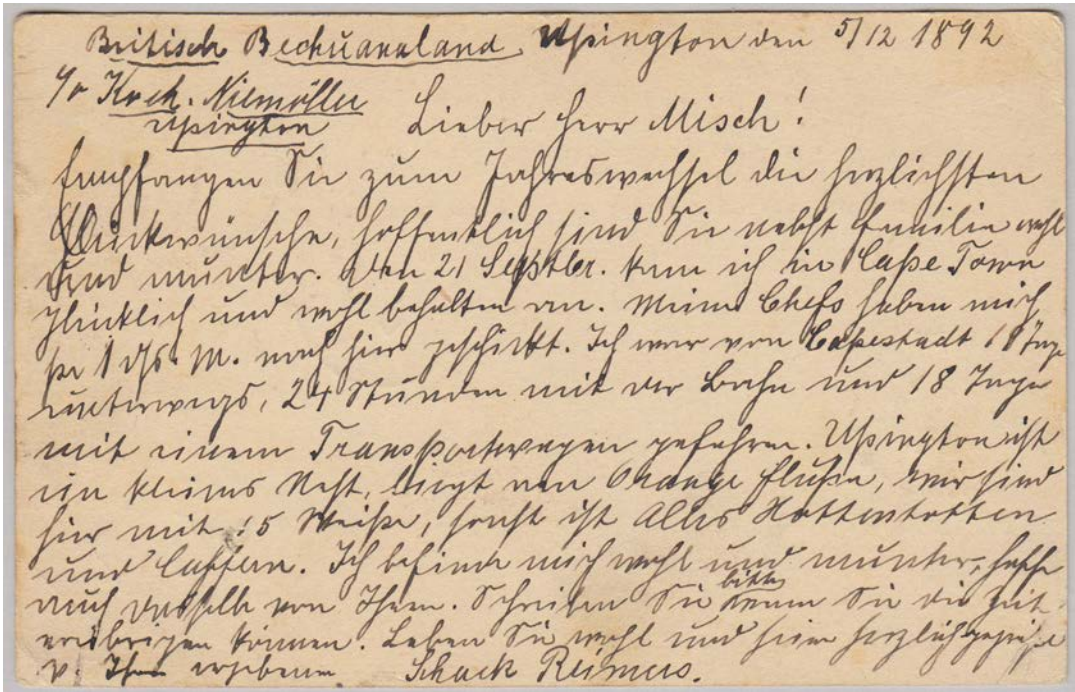 Britisch Bechuanaland, Upington den 5/12 1892
p/r Koch. Niemöller
Upington Lieber Herr Misch!
Empfangen Sie zum Jahreswechsel die herzlichsten
Glückwünsche, hoffentlich sind Sie nebst Familie wohl
und munter. Den 21 Septbr. kam ich in Cape Town
glücklich und wohl behalten an. Meine Chefs haben mich
pr 1 ds. M. nach hier geschickt. Ich war von Capestadt Tage
unterwegs, 24 Stunden mit der Bahn und 18 Tage
mit einem Transportwagen gefahren. Upington ist
ein kleines Nest, liegt am Orange Fluße, wir sind
hier mit 15 Weiße, sonst ist Alles Hottentotten
und Caffern. Ich befinde mich wohl und munter, hoffe
auch dasselbe von Ihnen. Schreiben Sie bitte wenn Sie die Zeit
erübrigen können. Leben Sie wohl und seien herzlich gegrüßt
v. Ihrem ergebenen Schack Reimers.